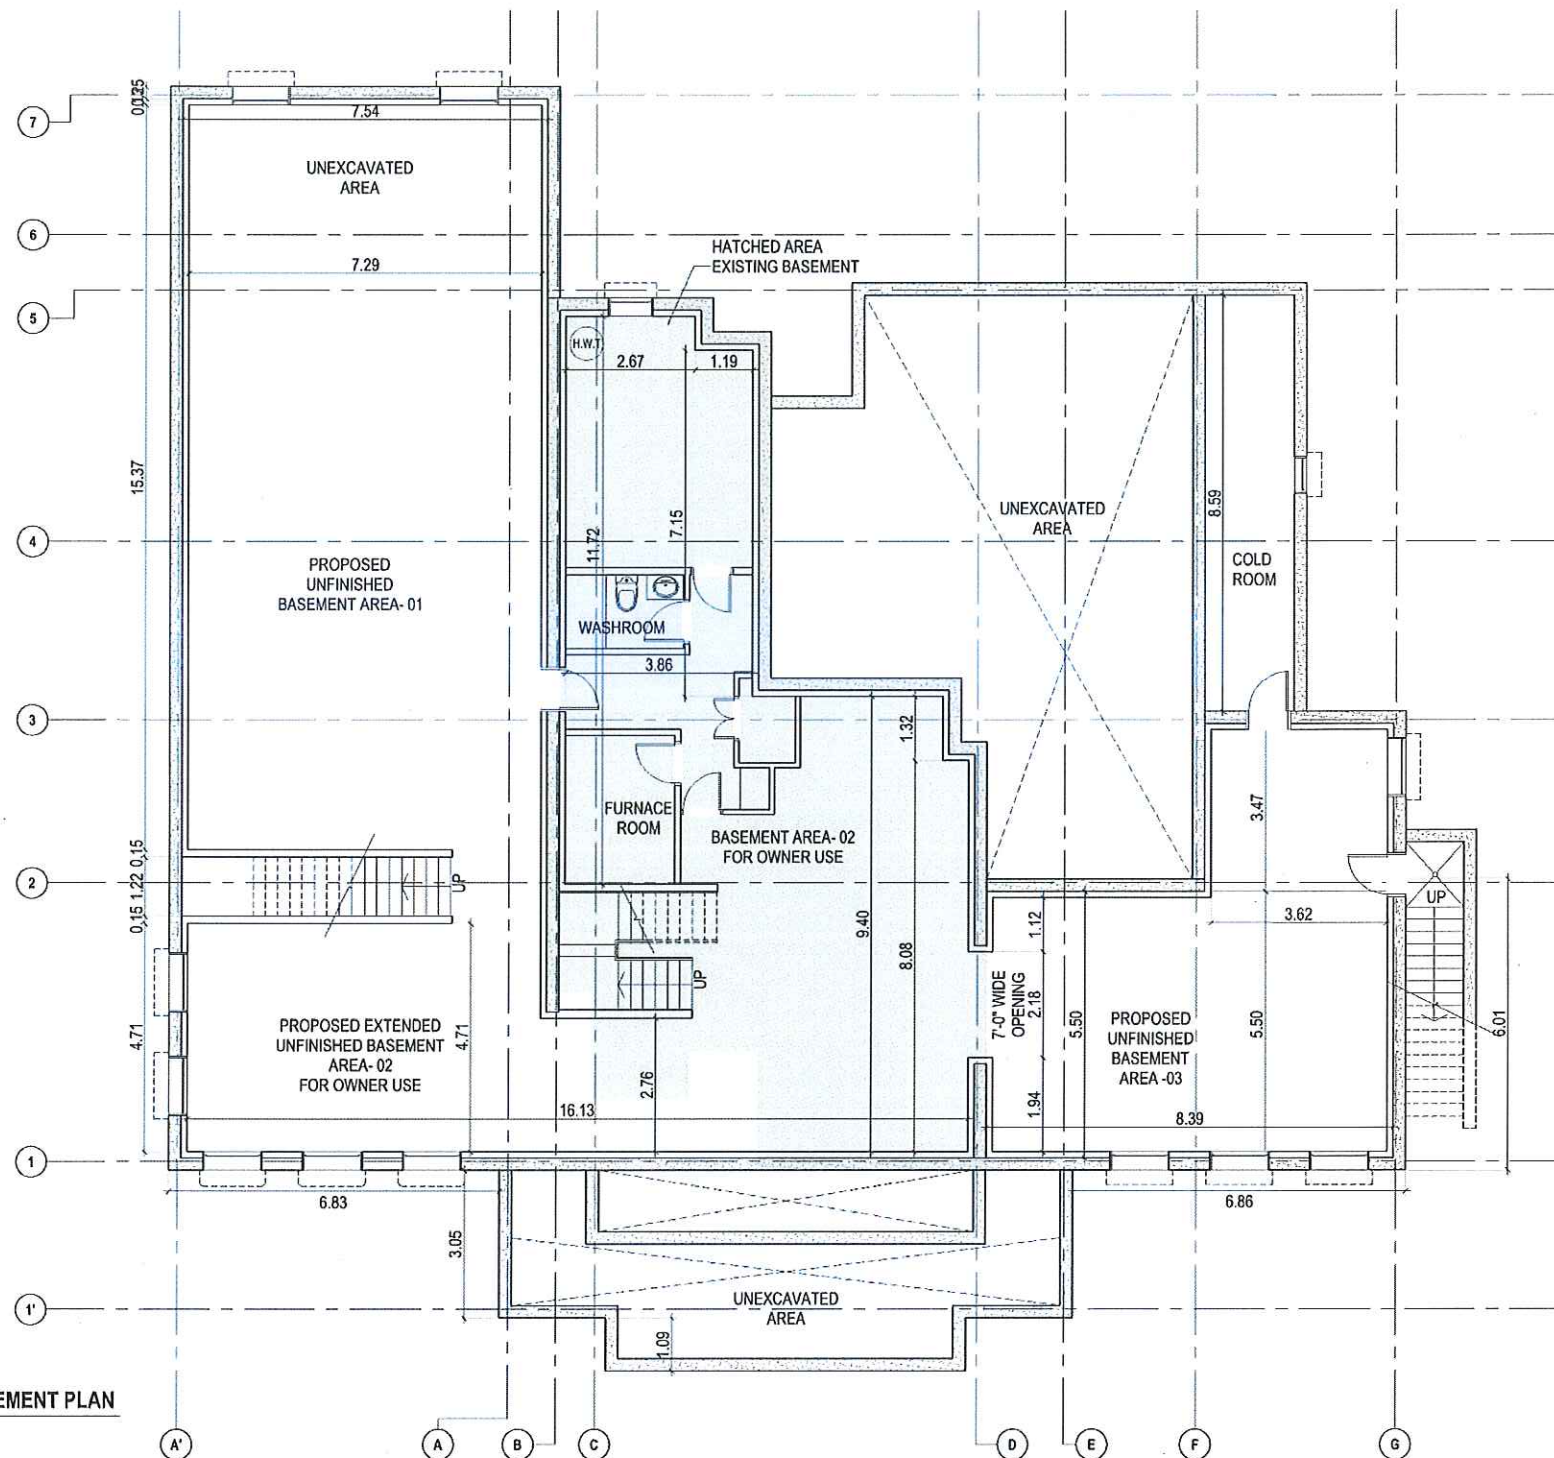 7
0.25
7.54
UNEXCAVATED
AREA
6
7.29
HATCHED AREA
EXISTING BASEMENT
5
H.W.T
2.67
1.19
15.37
11.72
7.15
8.59
UNEXCAVATED
AREA
4
PROPOSED
UNFINISHED
BASEMENT AREA- 01
COLD
ROOM
WASHROOM
3.86
3
1.32
3.47
FURNACE
ROOM
BASEMENT AREA- 02
FOR OWNER USE
0.15
1.22
0.15
2
UP
UP
3.62
1.12
9.40
8.08
UP
7'-0" WIDE
OPENING
2.18
5.50
5.50
6.01
PROPOSED EXTENDED
UNFINISHED BASEMENT
AREA- 02
FOR OWNER USE
4.71
4.71
PROPOSED
UNFINISHED
BASEMENT
AREA -03
2.76
1.94
16.13
8.39
1
6.83
6.86
3.05
UNEXCAVATED
AREA
1'
1.09
EMENT PLAN
A'
A
B
C
D
E
F
G